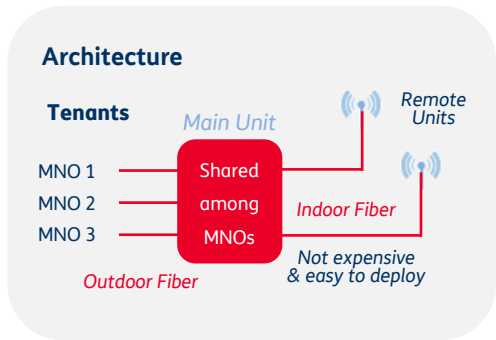 Architecture
Tenants
Main Unit
Remote
Units
MNO 1
MNO 2
MNO 3
Shared
among
MNOs
Indoor Fiber
Not expensive
& easy to deploy
Outdoor Fiber